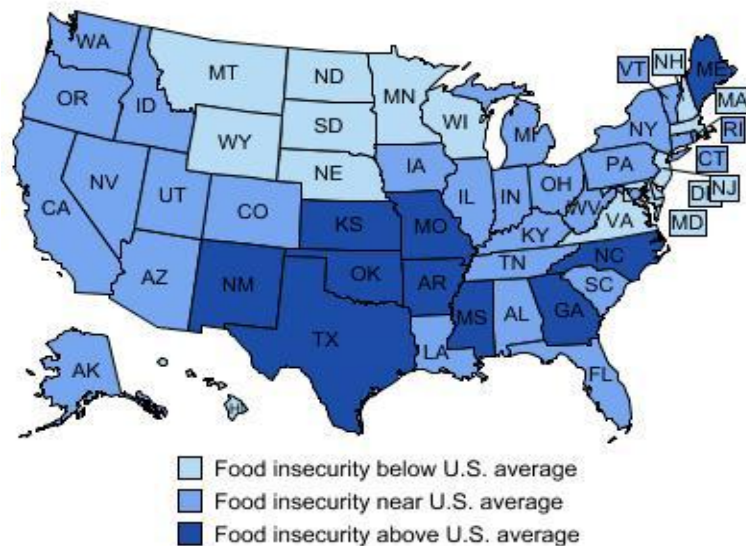 WA
MT
ND
MN
VT
NH
ME
OR
ID
SD
WI
MI
NY
MA
RI
WY
IA
PA
CT
NE
NV
UT
IL
IN
OH
NJ
CA
CO
WV
VA
MD
KS
MO
KY
AZ
NM
OK
AR
TN
NC
SC
TX
MS
AL
GA
LA
AK
FL
HI
Food insecurity below U.S. average
Food insecurity near U.S. average
Food insecurity above U.S. average